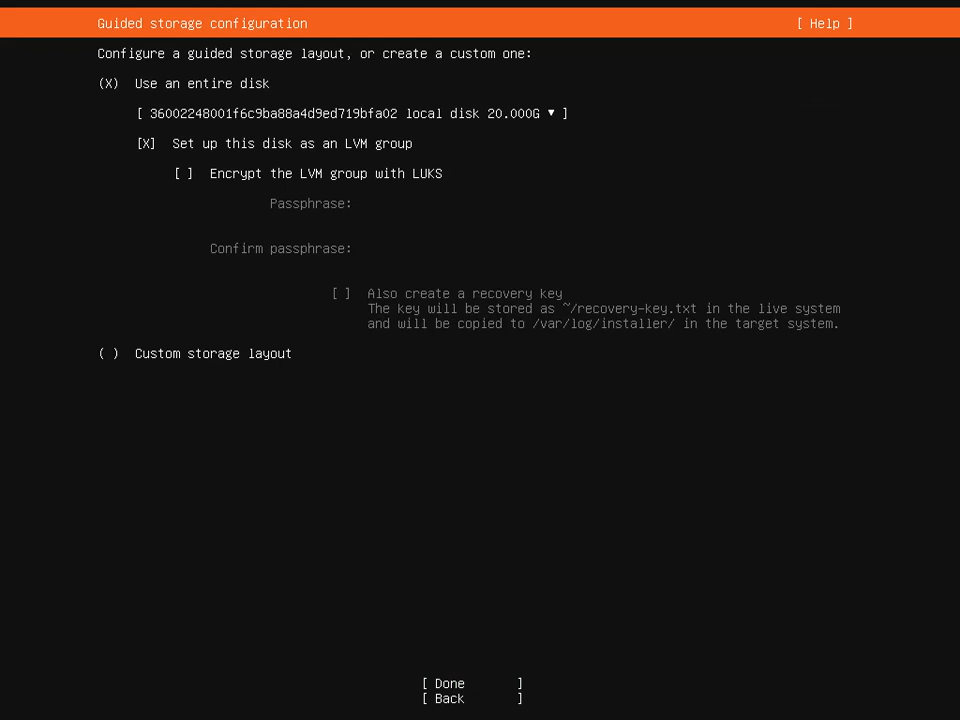 Guided storage configuration [ Help ]
Configure a guided storage layout, or create a custom one:
(X) Use an entire disk
[ 36002248001f6c9ba88a4d9ed719bfa02 local disk 20.000G ▾ ]
[X] Set up this disk as an LVM group
[ ] Encrypt the LVM group with LUKS
Passphrase:
Confirm passphrase:
[ ] Also create a recovery key
The key will be stored as ~/recovery-key.txt in the live system
and will be copied to /var/log/installer/ in the target system.
( ) Custom storage layout
[ Done ]
[ Back ]